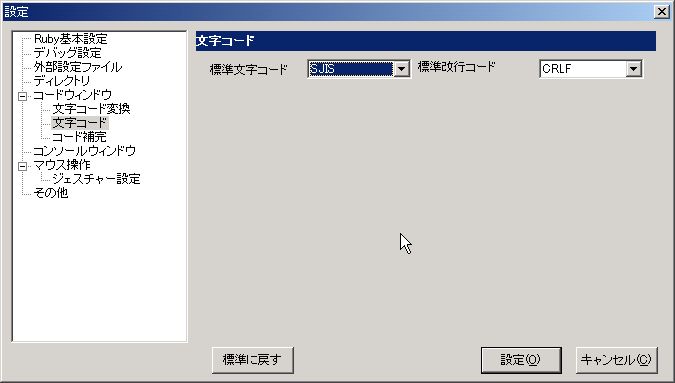 設定
Ruby基本設定
デバッグ設定
外部設定ファイル
ディレクトリ
コードウィンドウ
文字コード変換
文字コード
コード補完
コンソールウィンドウ
マウス操作
ジェスチャー設定
その他
文字コード
標準文字コード SJIS 標準改行コード CRLF
標準に戻す 設定(O) キャンセル(C)